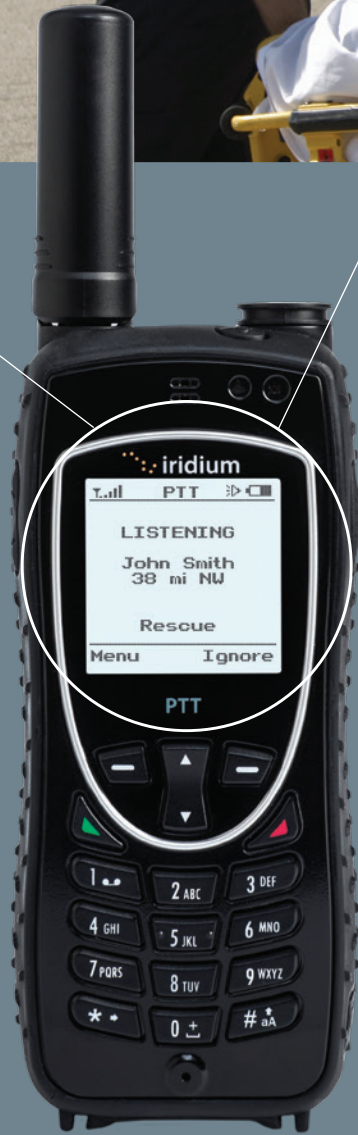 iridium
PTT
LISTENING
John Smith
38 mi NW
Rescue
Menu Ignore
PTT
1 2 ABC 3 DEF
4 GHI 5 JKL 6 MNO
7 PQRS 8 TUV 9 WXYZ
* 0 # aA